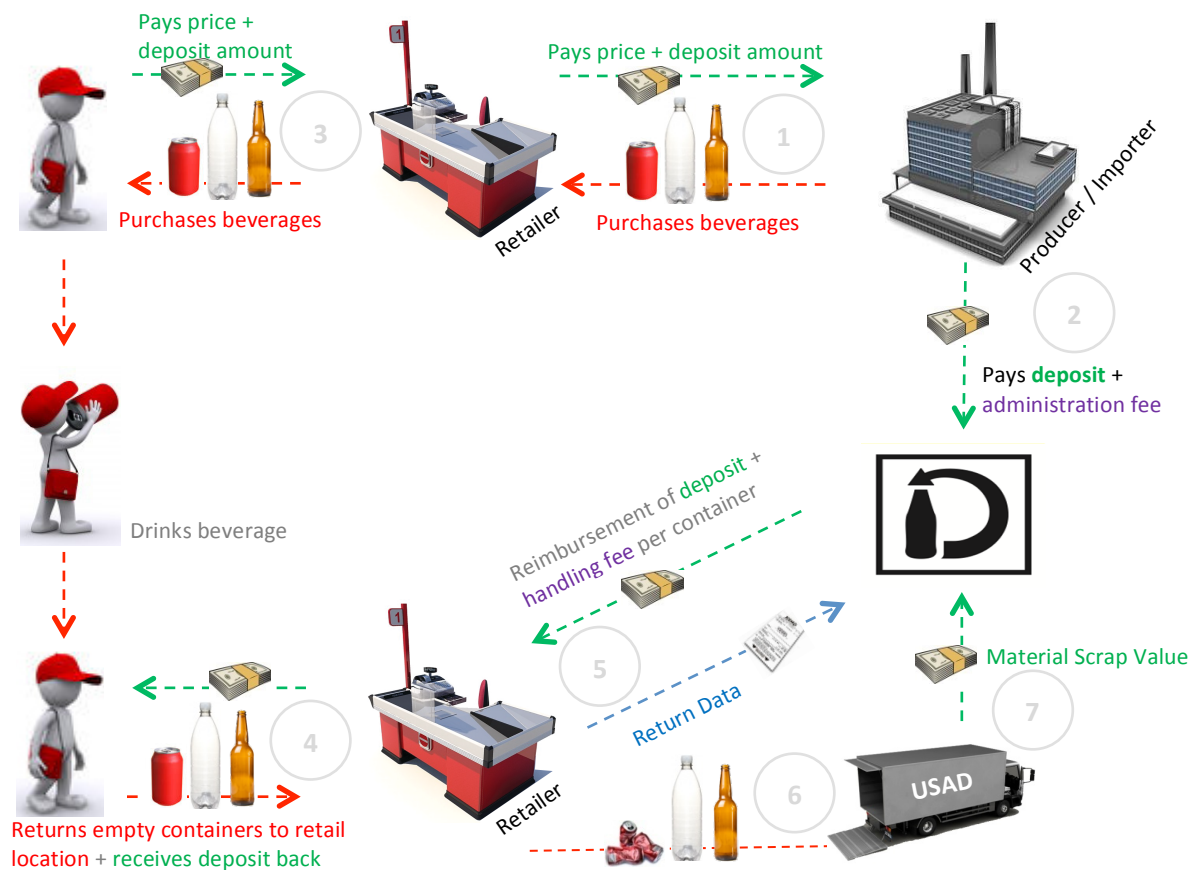 Pays price +
deposit amount
1
3
Purchases beverages
Retailer
Pays price + deposit amount
1
Purchases beverages
Producer / Importer
2
Pays deposit +
administration fee
Drinks beverage
Reimbursement of deposit +
handling fee per container
5
Return Data
Material Scrap Value
7
1
4
Returns empty containers to retail
location + receives deposit back
Retailer
6
USAD